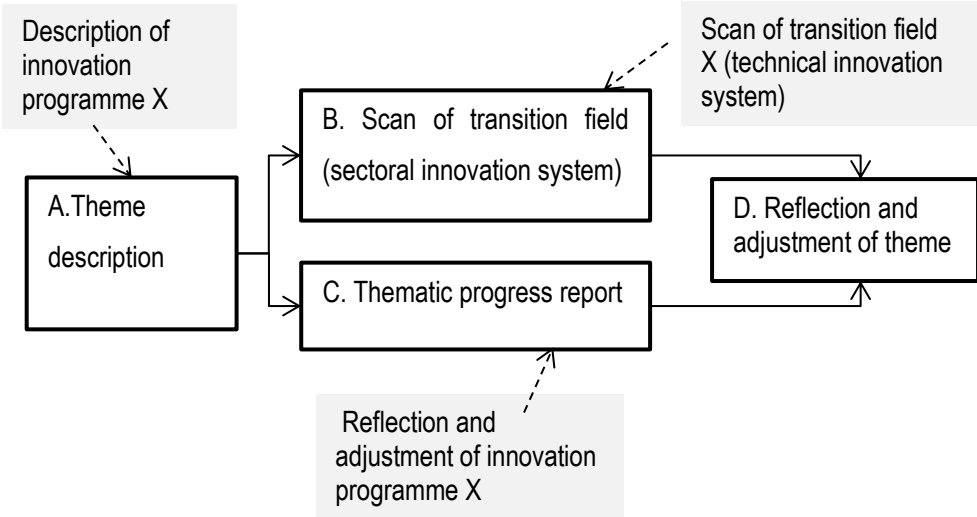 Description of
innovation
programme X
Scan of transition field
X (technical innovation
system)
B. Scan of transition field
(sectoral innovation system)
A.Theme
description
D. Reflection and
adjustment of theme
C. Thematic progress report
Reflection and
adjustment of innovation
programme X